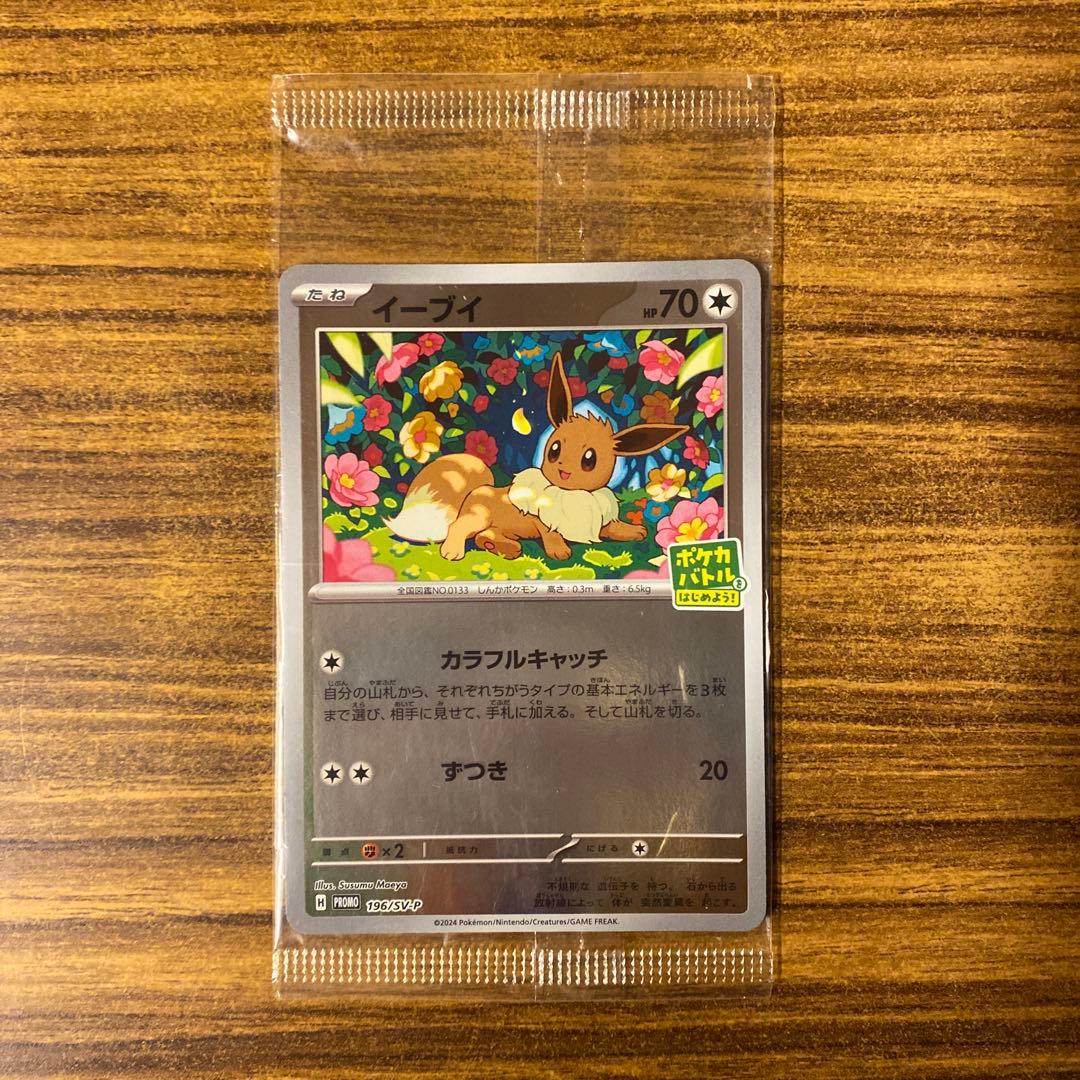 たね イーブイ HP70
ポケカ
バトルを
はじめよう!
全国図鑑NO.0133 しんかポケモン 高さ:0.3m 重さ:6.5kg
カラフルキャッチ
自分の山札から、それぞれちがうタイプの基本エネルギーを3枚
まで選び、相手に見せて、手札に加える。そして山札を切る。
ずつき 20
弱点 ×2 抵抗力 にげる
Illus. Susumu Maeya
H PROMO 196/SV-P
不規則な 遺伝子を 持つ。 石から出る
放射線によって 体が 突然変異を 起こす。
©2024 Pokémon/Nintendo/Creatures/GAME FREAK.